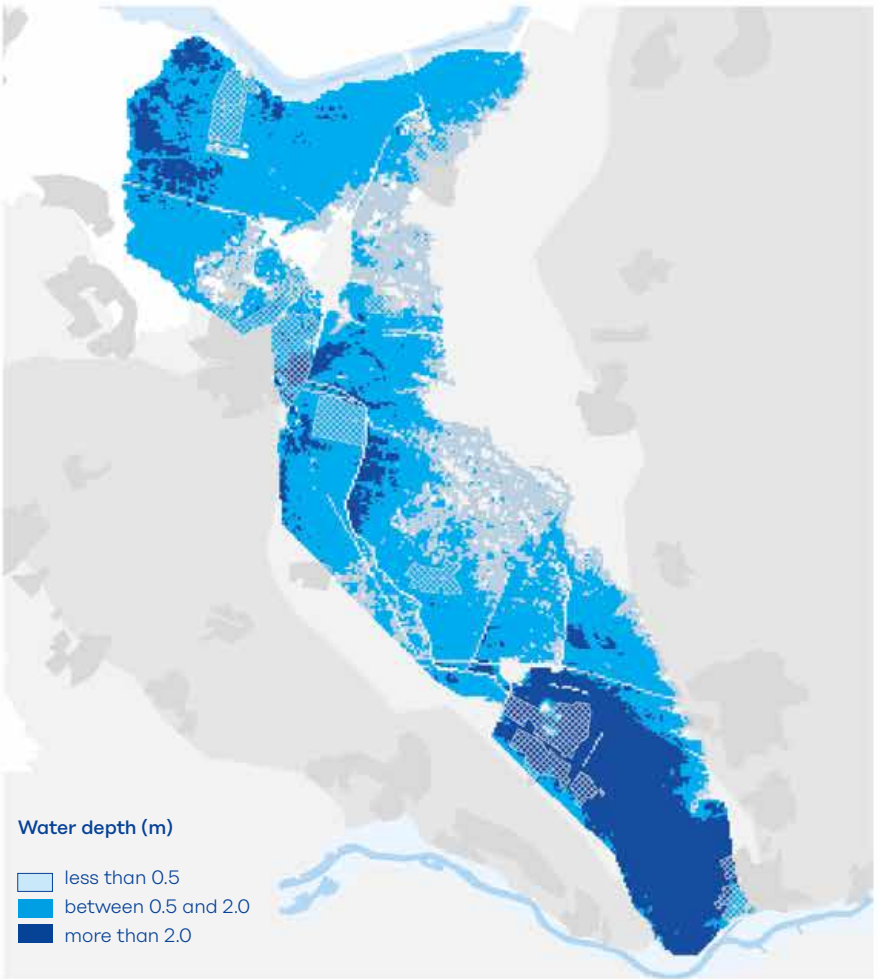 Water depth (m)
less than 0.5
between 0.5 and 2.0
more than 2.0